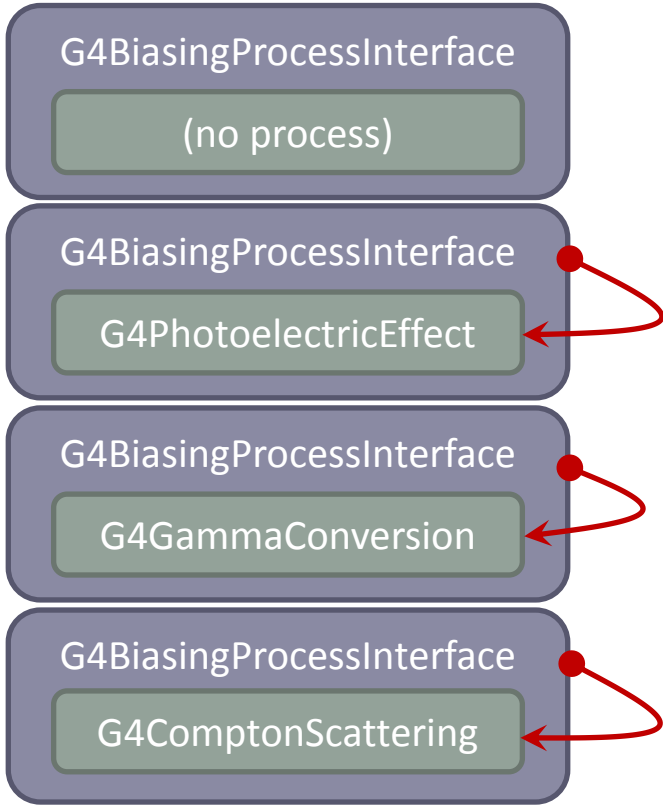 G4BiasingProcessInterface
(no process)
G4BiasingProcessInterface
G4PhotoelectricEffect
G4BiasingProcessInterface
G4GammaConversion
G4BiasingProcessInterface
G4ComptonScattering